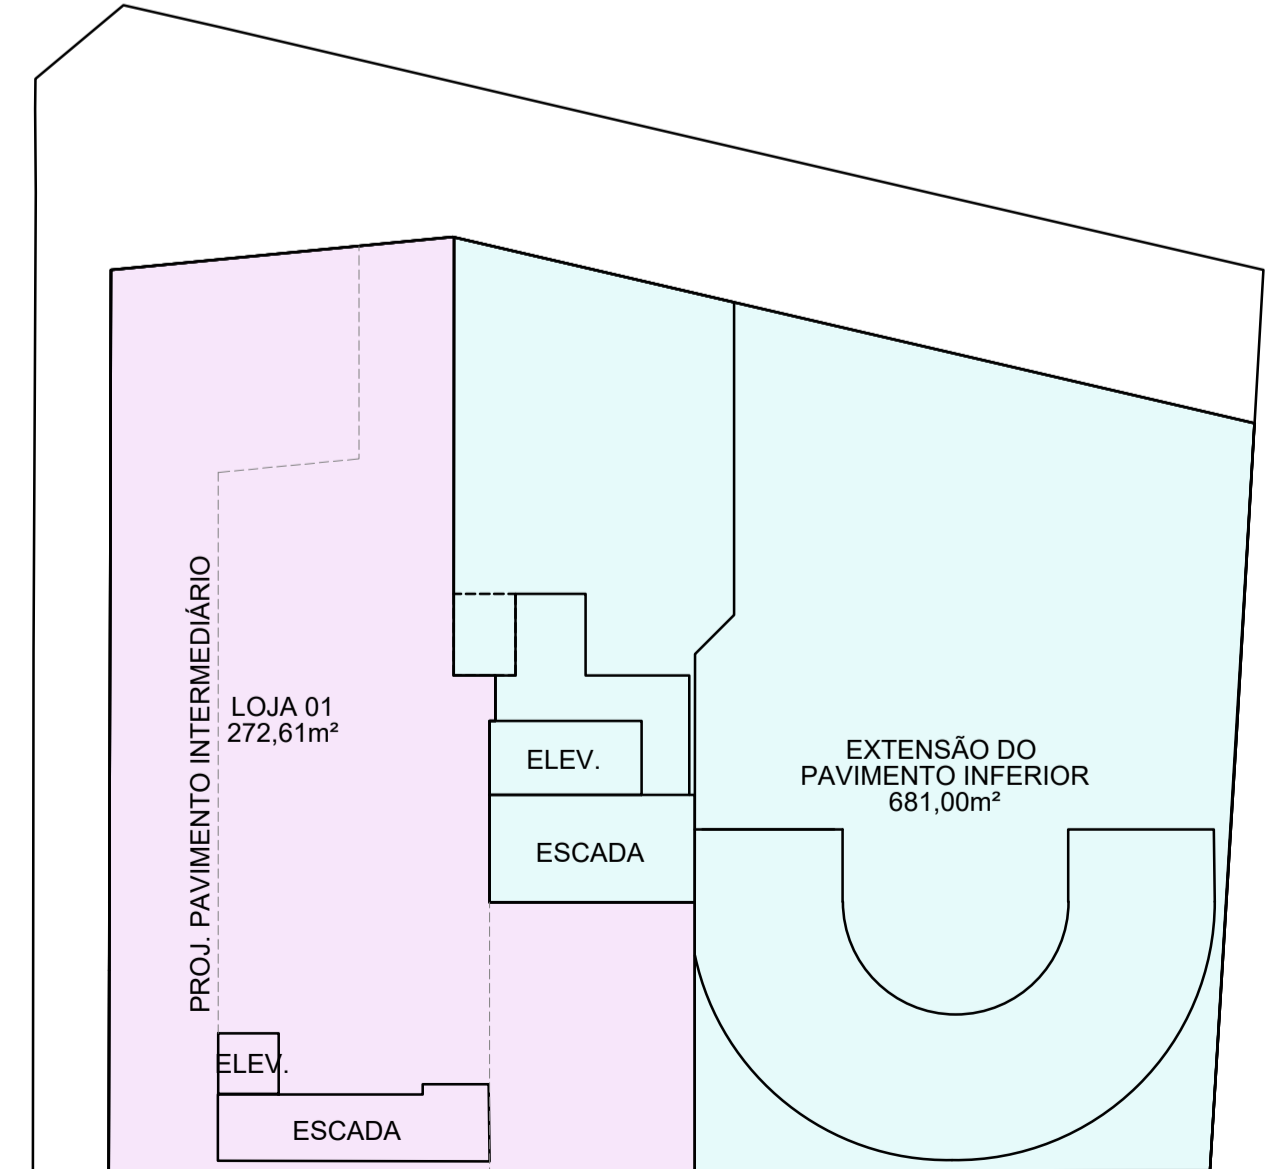 PROJ. PAVIMENTO INTERMEDIÁRIO
LOJA 01
272,61m²
ELEV.
ESCADA
EXTENSÃO DO
PAVIMENTO INFERIOR
681,00m²
ELEV.
ESCADA